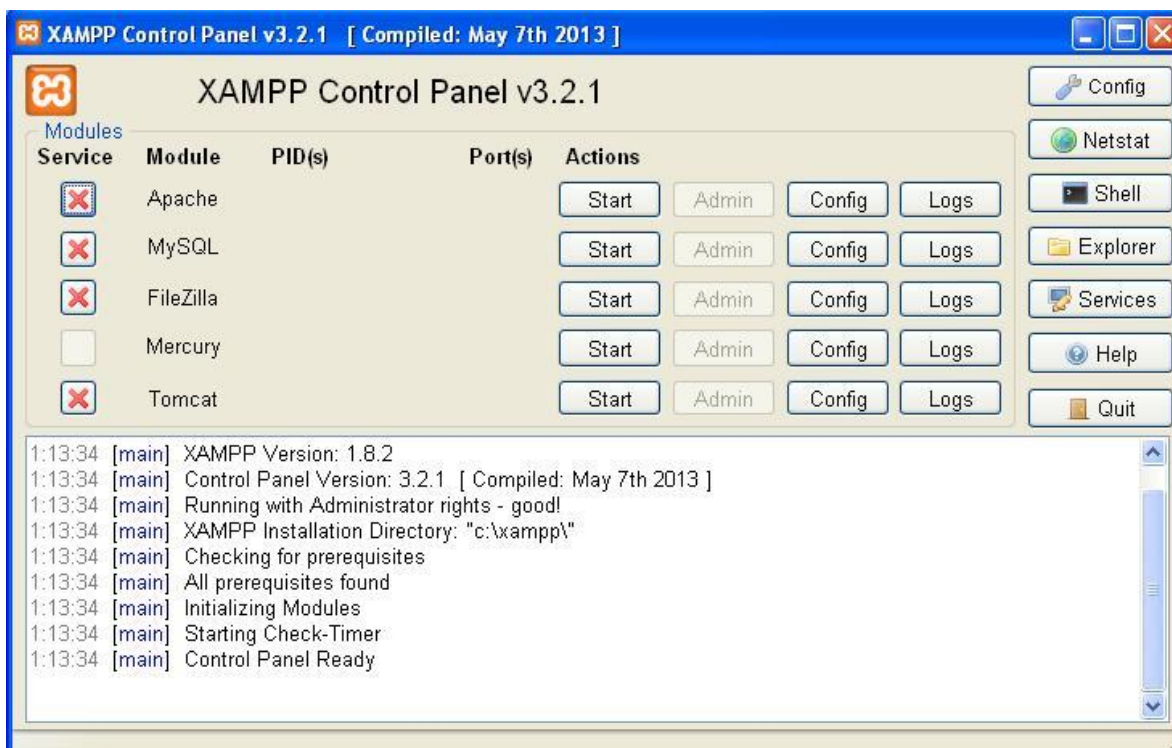 XAMPP Control Panel v3.2.1 [ Compiled: May 7th 2013 ]
XAMPP Control Panel v3.2.1
Config
Modules
Netstat
Service Module PID(s) Port(s) Actions
Apache Start Admin Config Logs
Shell
MySQL Start Admin Config Logs
Explorer
FileZilla Start Admin Config Logs
Services
Mercury Start Admin Config Logs
Help
Tomcat Start Admin Config Logs
Quit
1:13:34 [main] XAMPP Version: 1.8.2
1:13:34 [main] Control Panel Version: 3.2.1 [ Compiled: May 7th 2013 ]
1:13:34 [main] Running with Administrator rights - good!
1:13:34 [main] XAMPP Installation Directory: "c:\xampp\"
1:13:34 [main] Checking for prerequisites
1:13:34 [main] All prerequisites found
1:13:34 [main] Initializing Modules
1:13:34 [main] Starting Check-Timer
1:13:34 [main] Control Panel Ready